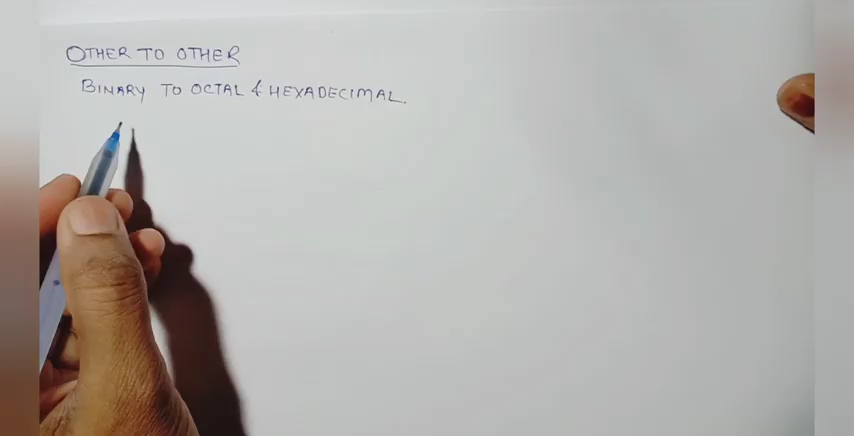 OTHER TO OTHER
BINARY TO OCTAL & HEXADECIMAL.